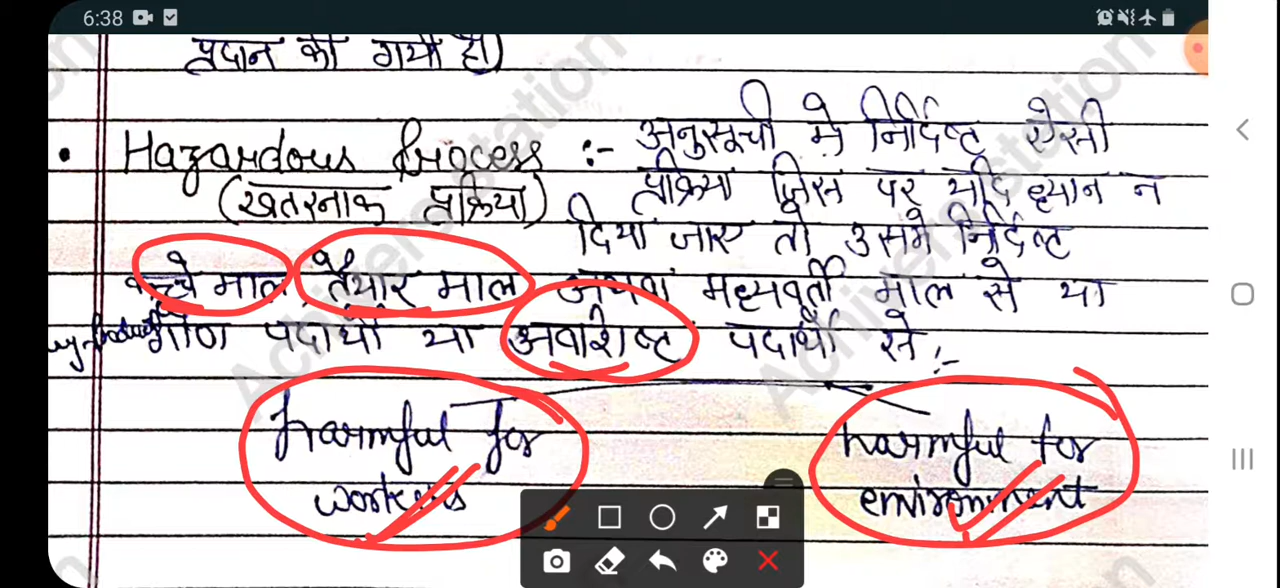 6:38
प्रदान की गयी हो)
• Hazardous Process :- अनुसूची मे निर्दिष्ट ऐसी
(खतरनाक प्रक्रिया) प्रक्रिया जिस पर यदि ध्यान न
दिया जाए तो उसमे निर्दिष्ट
कच्चे माल, तैयार माल अथवा मध्यवर्ती माल से या
गौण पदार्थो या अवशिष्ट पदार्थो से :-
harmful for workers
harmful for environment
Achiversstation